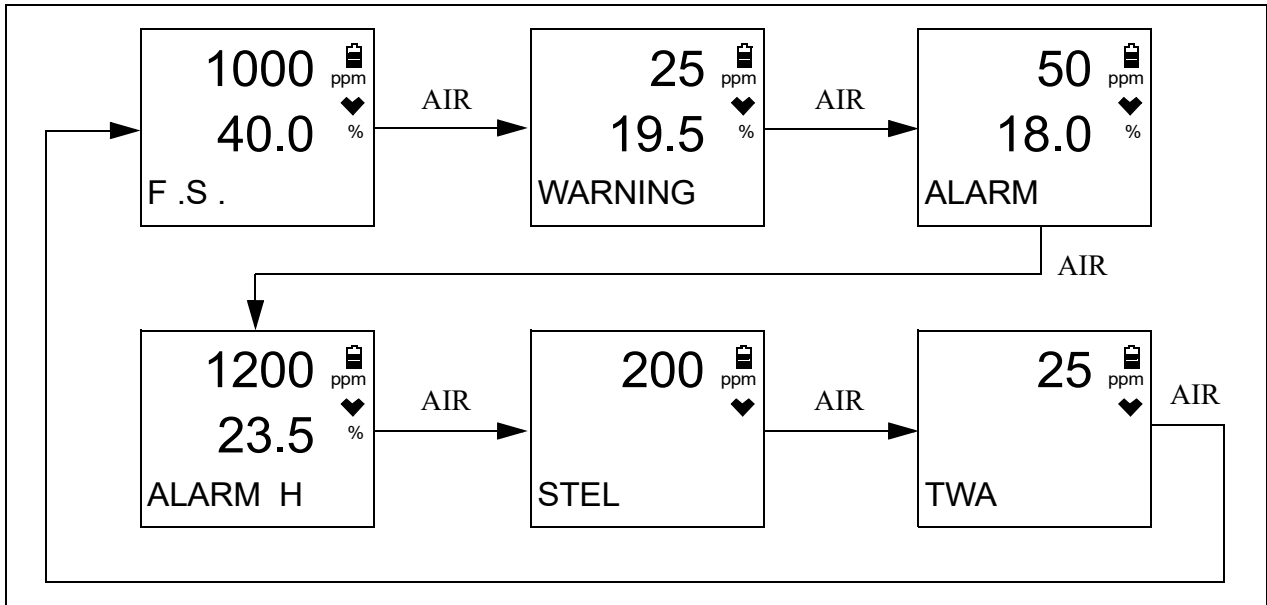 1000 ppm
40.0 %
F .S .
AIR
25 ppm
19.5 %
WARNING
AIR
50 ppm
18.0 %
ALARM
AIR
1200 ppm
23.5 %
ALARM H
AIR
200 ppm
STEL
AIR
25 ppm
TWA
AIR